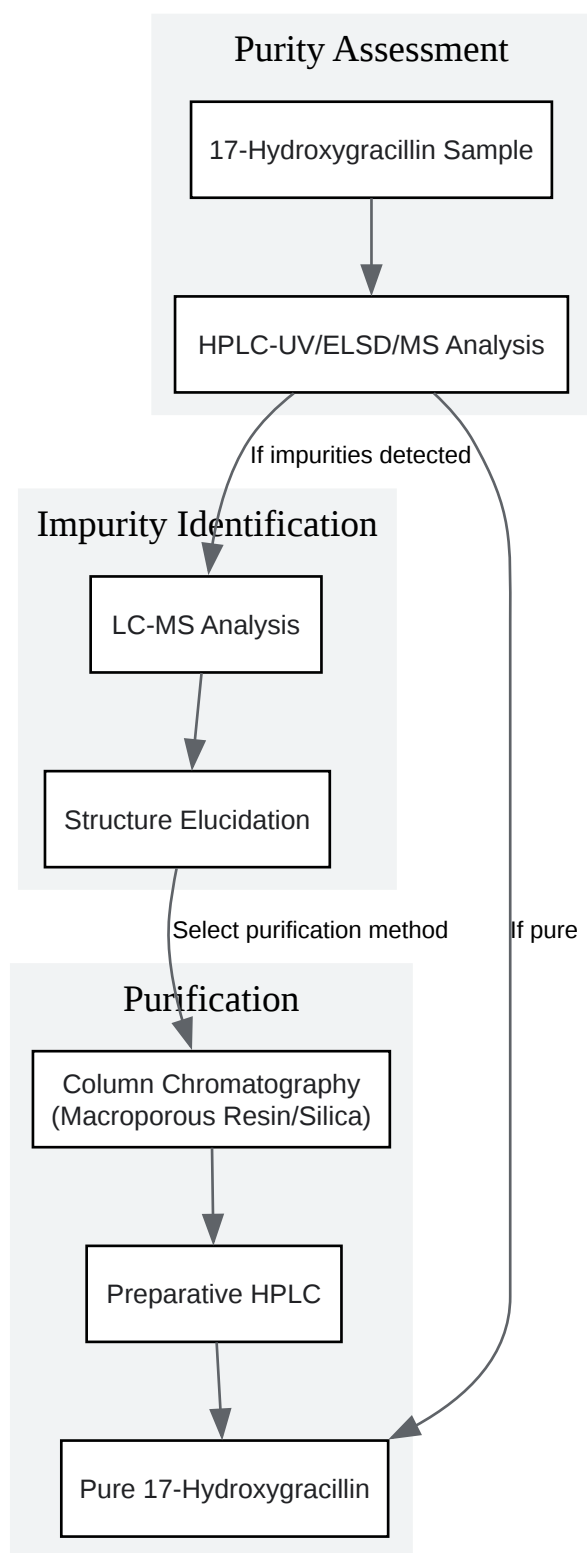 Purity Assessment
17-Hydroxygracillin Sample
HPLC-UV/ELSD/MS Analysis
If impurities detected
Impurity Identification
LC-MS Analysis
Structure Elucidation
Select purification method
If pure
Purification
Column Chromatography
(Macroporous Resin/Silica)
Preparative HPLC
Pure 17-Hydroxygracillin